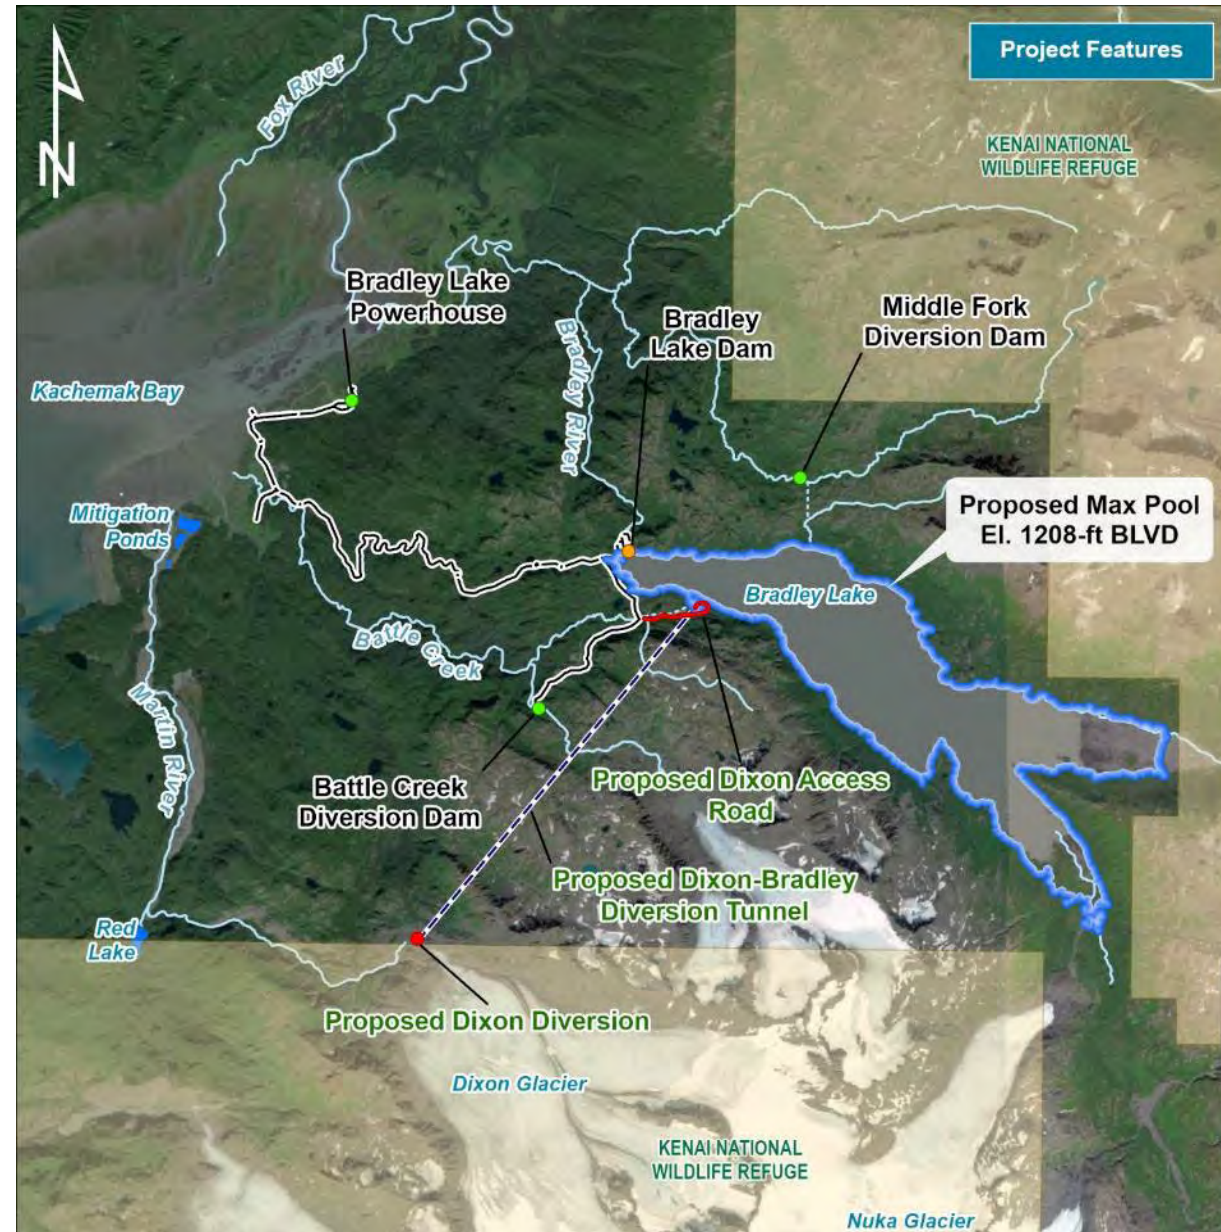 Project Features
Fox River
KENAI NATIONAL
WILDLIFE REFUGE
N
Bradley Lake
Powerhouse
Bradley
Lake Dam
Middle Fork
Diversion Dam
Bradley River
Kachemak Bay
Mitigation
Ponds
Proposed Max Pool
El. 1208-ft BLVD
Bradley Lake
Battle Creek
Martin River
Battle Creek
Diversion Dam
Proposed Dixon Access
Road
Proposed Dixon-Bradley
Diversion Tunnel
Red
Lake
Proposed Dixon Diversion
Dixon Glacier
KENAI NATIONAL
WILDLIFE REFUGE
Nuka Glacier